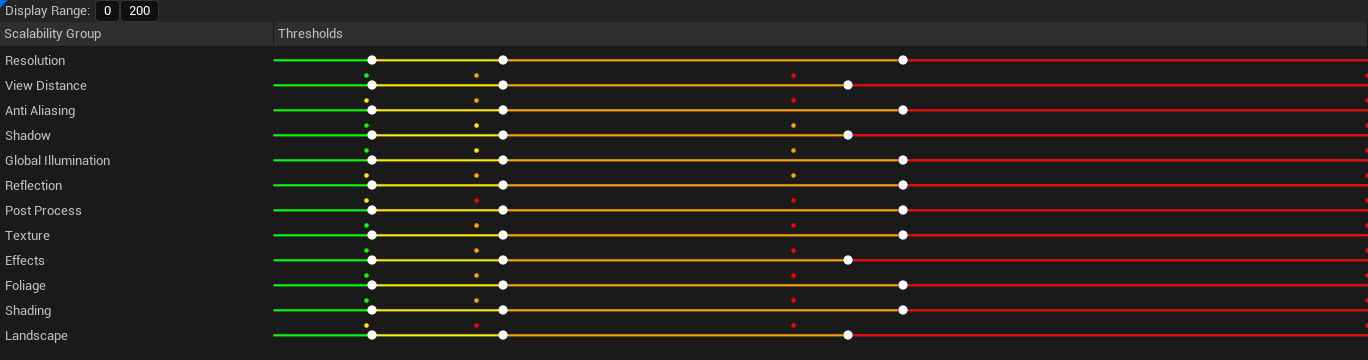 Display Range: 0 200
Scalability Group Thresholds
Resolution
View Distance
Anti Aliasing
Shadow
Global Illumination
Reflection
Post Process
Texture
Effects
Foliage
Shading
Landscape